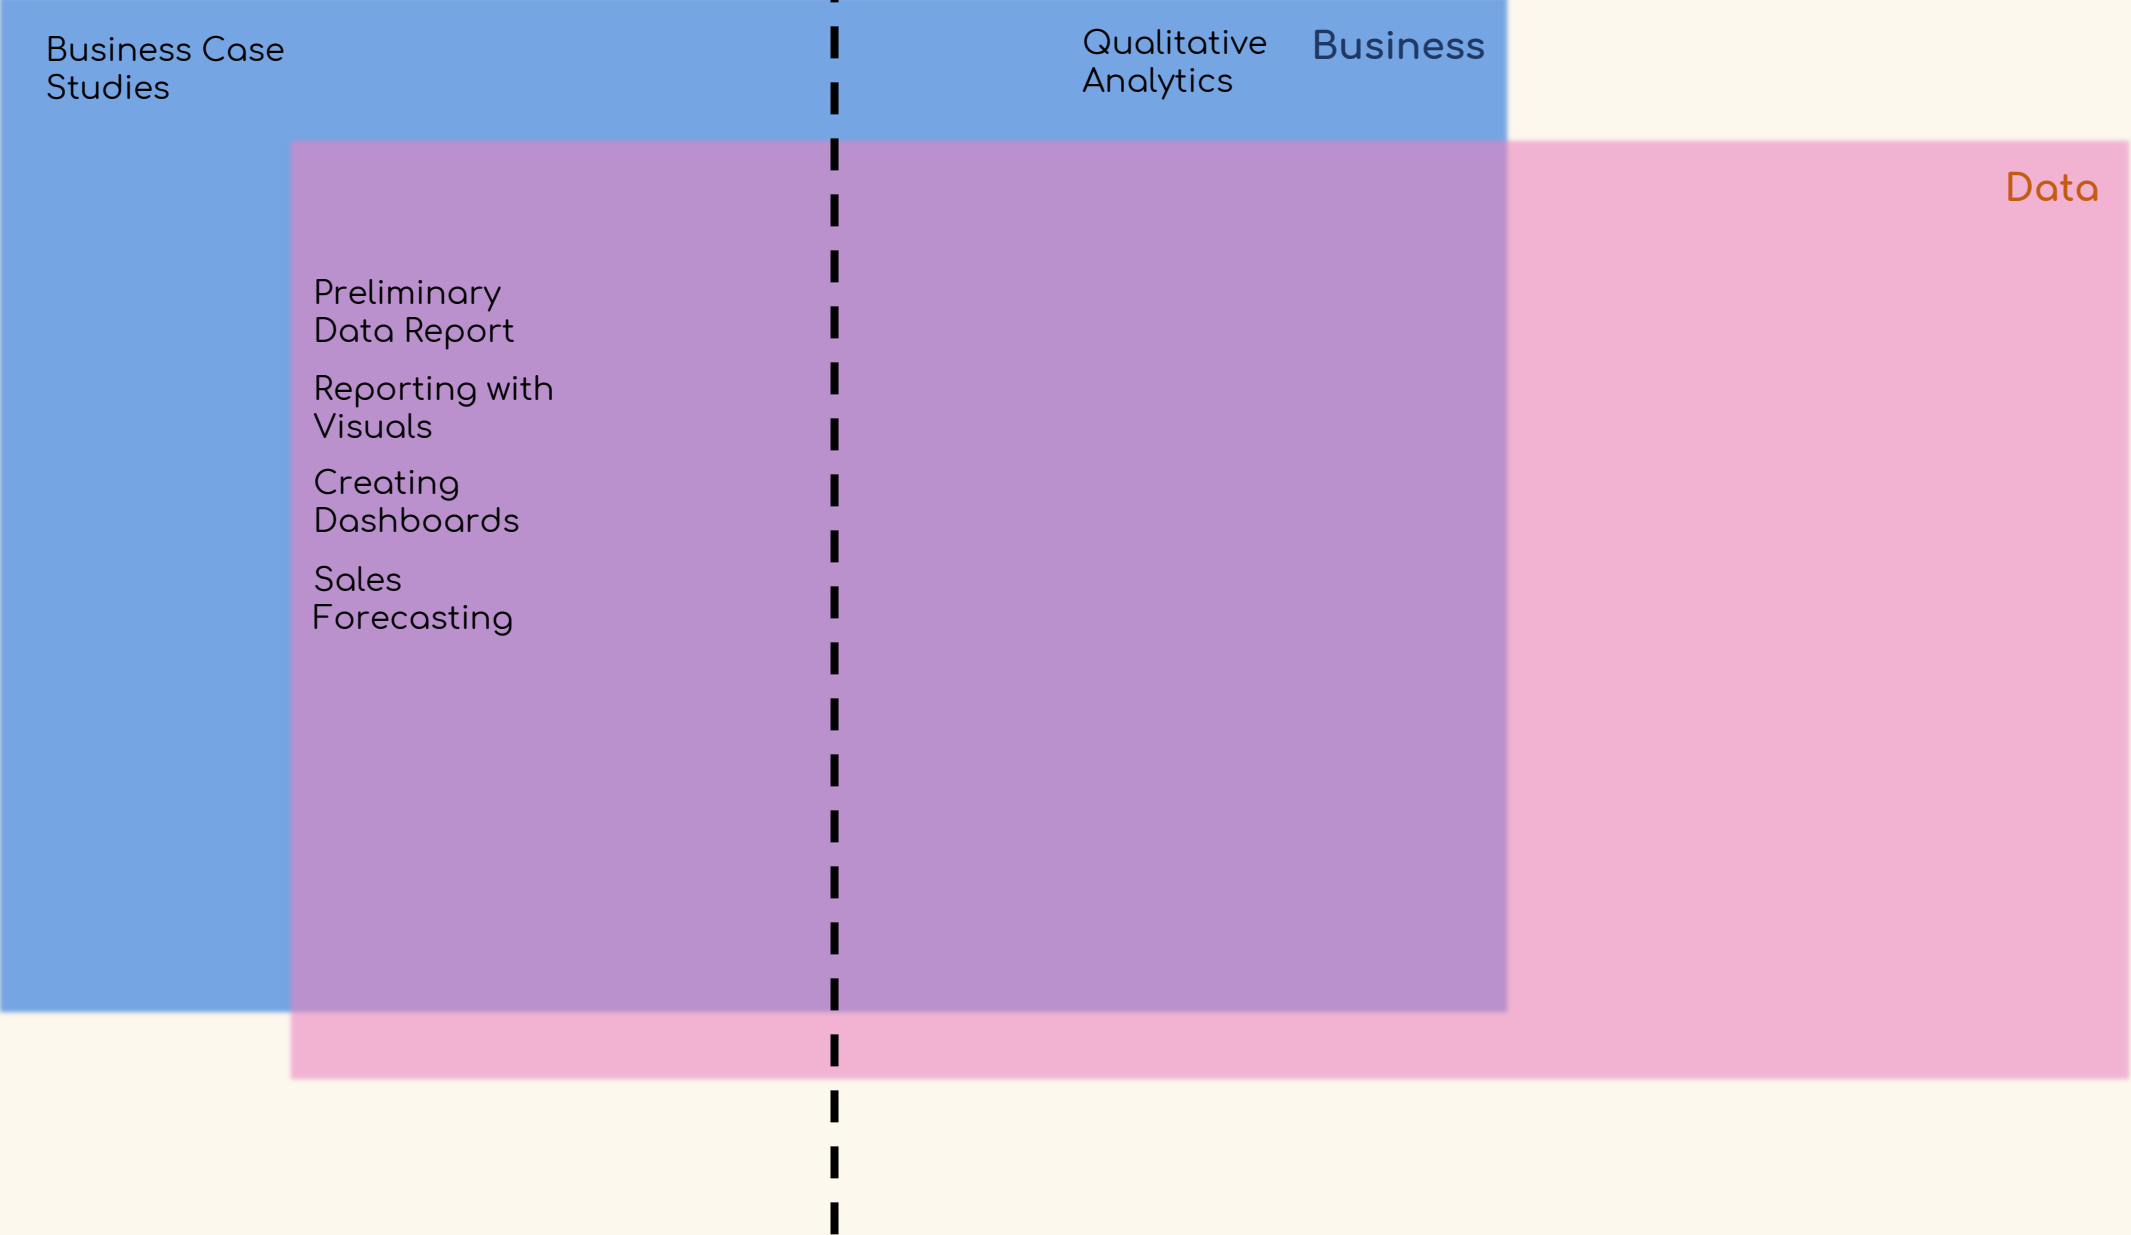 Business Case
Studies
Qualitative
Analytics
Business
Data
Preliminary
Data Report
Reporting with
Visuals
Creating
Dashboards
Sales
Forecasting